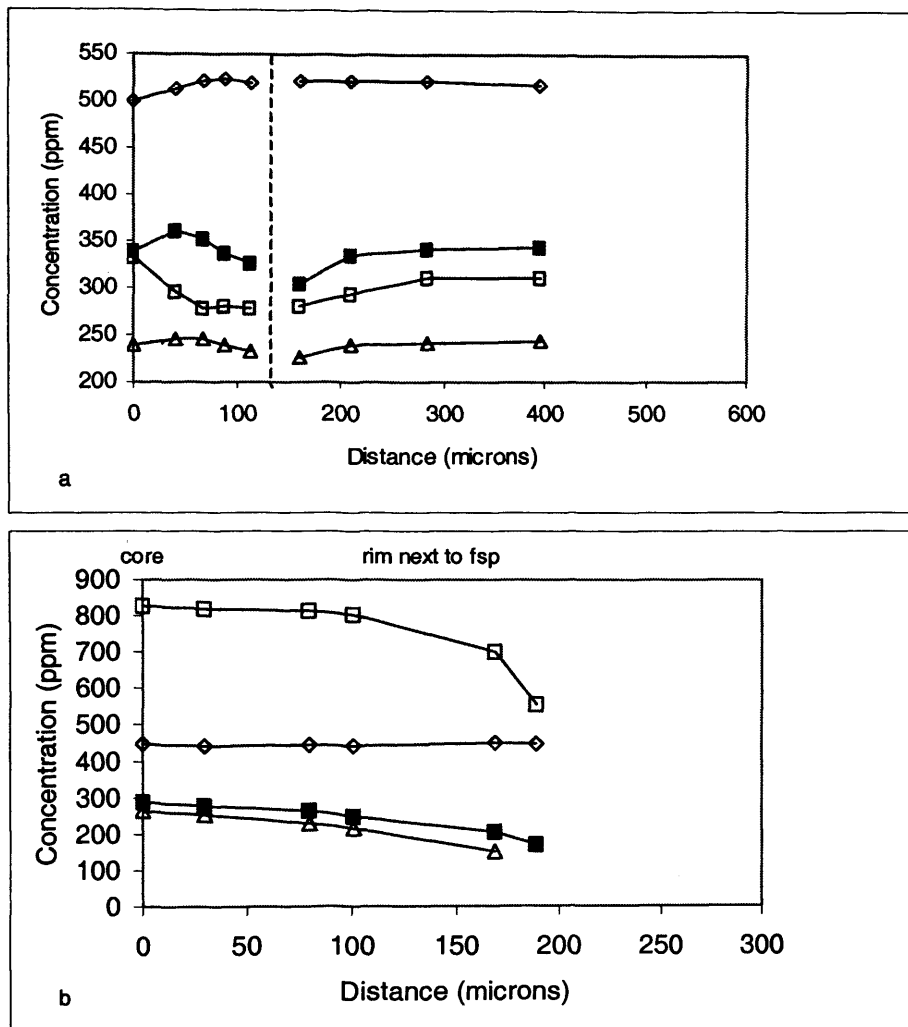 550
500
450
400
350
300
250
200
Concentration (ppm)
0 100 200 300 400 500 600
Distance (microns)
a
core rim next to fsp
900
800
700
600
500
400
300
200
100
0
Concentration (ppm)
0 50 100 150 200 250 300
Distance (microns)
b